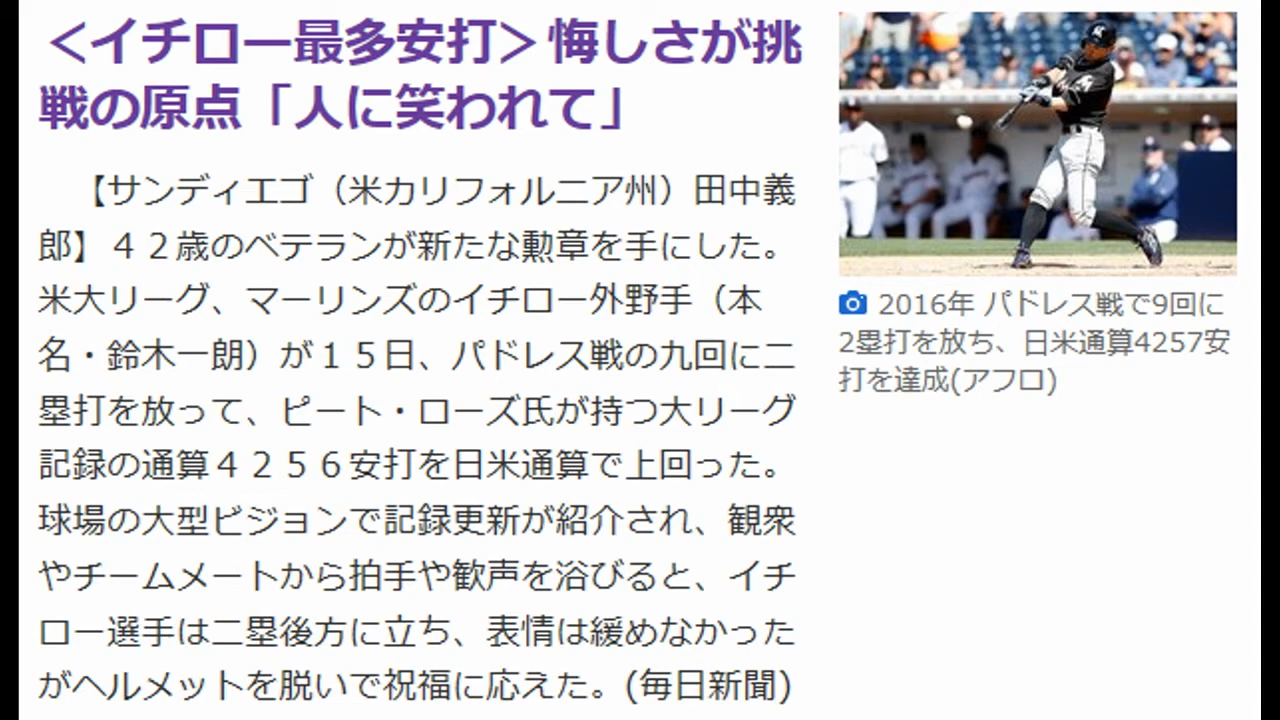 ＜イチロー最多安打＞悔しさが挑
戦の原点「人に笑われて」
【サンディエゴ（米カリフォルニア州）田中義
郎】４２歳のベテランが新たな勲章を手にした。
米大リーグ、マーリンズのイチロー外野手（本
名・鈴木一朗）が１５日、パドレス戦の九回に二
塁打を放って、ピート・ローズ氏が持つ大リーグ
記録の通算４２５６安打を日米通算で上回った。
球場の大型ビジョンで記録更新が紹介され、観衆
やチームメートから拍手や歓声を浴びると、イチ
ロー選手は二塁後方に立ち、表情は緩めなかった
がヘルメットを脱いで祝福に応えた。(毎日新聞)
2016年 パドレス戦で9回に
2塁打を放ち、日米通算4257安
打を達成(アフロ)